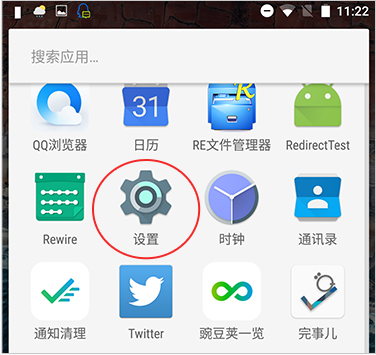 11:22
搜索应用...
31
R
QQ浏览器
日历
RE文件管理器
RedirectTest
Rewire
设置
时钟
通讯录
通知清理
Twitter
豌豆荚一览
完事儿